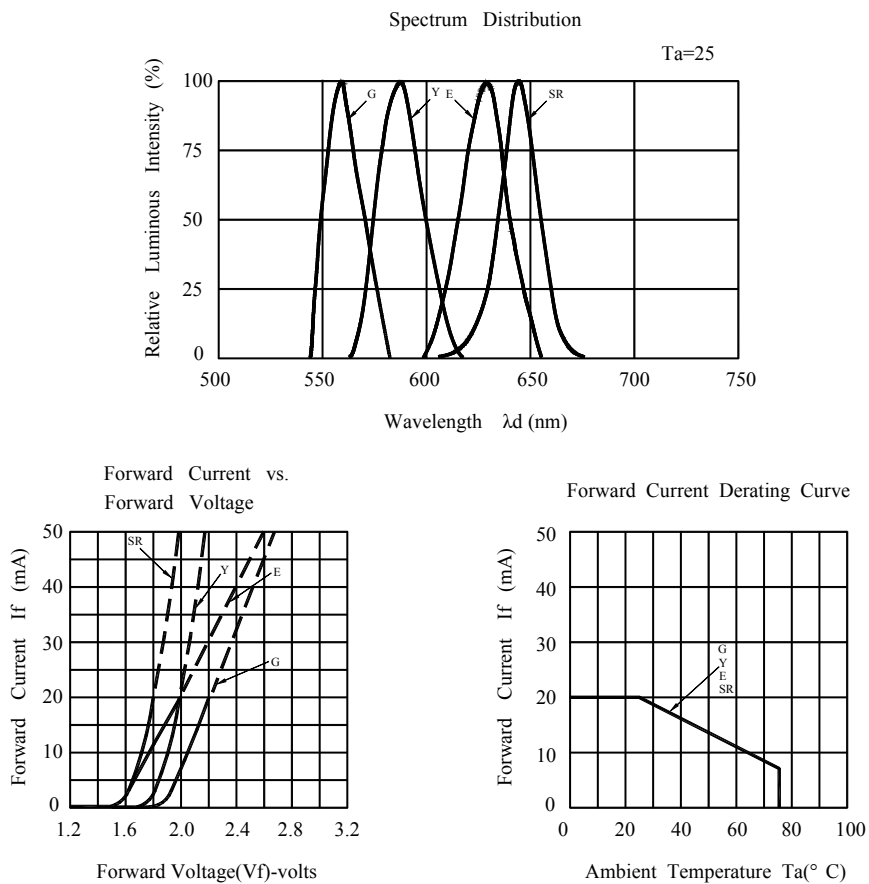 Spectrum Distribution
Ta=25
Relative Luminous Intensity (%)
100
75
50
25
0
G
Y
E
SR
500
550
600
650
700
750
Wavelength λd (nm)
Forward Current vs.
Forward Voltage
Forward Current If (mA)
50
40
30
20
10
0
SR
Y
E
G
1.2
1.6
2.0
2.4
2.8
3.2
Forward Voltage(Vf)-volts
Forward Current Derating Curve
Forward Current If (mA)
50
40
30
20
10
0
G
Y
E
SR
0
20
40
60
80
100
Ambient Temperature Ta(° C)